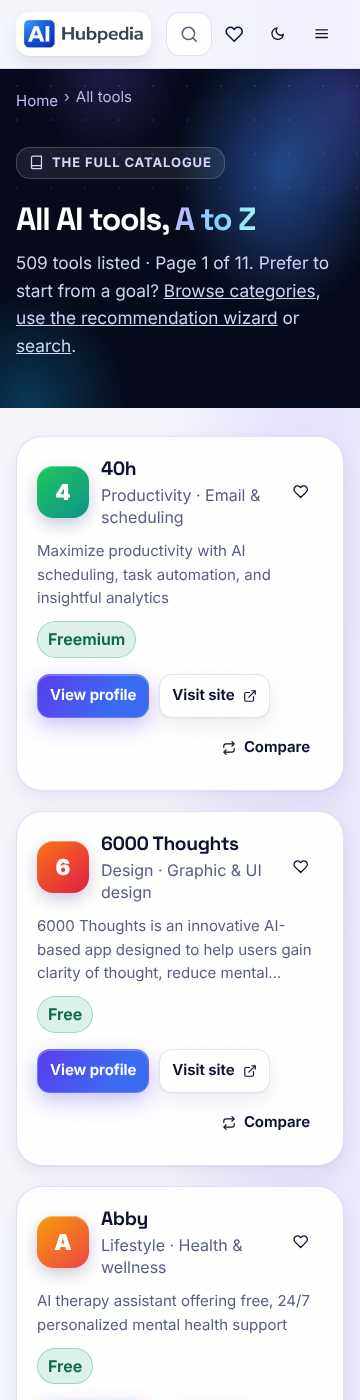 AI Hubpedia
Home › All tools
THE FULL CATALOGUE
All AI tools, A to Z
509 tools listed · Page 1 of 11. Prefer to
start from a goal? Browse categories,
use the recommendation wizard or
search.
4
40h
Productivity · Email &
scheduling
Maximize productivity with AI
scheduling, task automation, and
insightful analytics
Freemium
View profile
Visit site
Compare
6
6000 Thoughts
Design · Graphic & UI
design
6000 Thoughts is an innovative AI-
based app designed to help users gain
clarity of thought, reduce mental...
Free
View profile
Visit site
Compare
A
Abby
Lifestyle · Health &
wellness
AI therapy assistant offering free, 24/7
personalized mental health support
Free